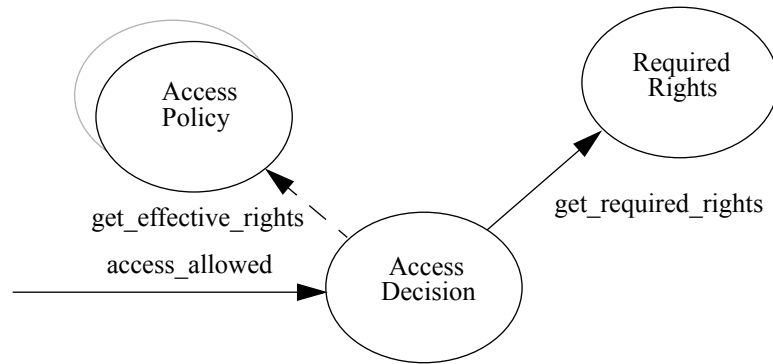 Access
Policy
Required
Rights
get_effective_rights
get_required_rights
access_allowed
Access
Decision